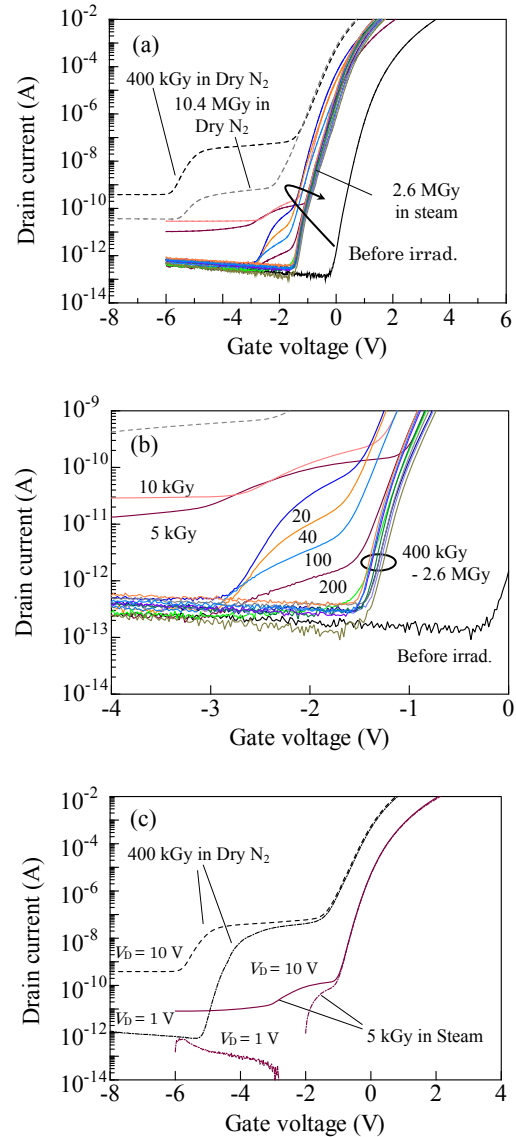 (a)
10⁻²
10⁻⁴
10⁻⁶
10⁻⁸
10⁻¹⁰
10⁻¹²
10⁻¹⁴
Drain current (A)
400 kGy in Dry N₂
10.4 MGy in
Dry N₂
2.6 MGy
in steam
Before irrad.
-8 -6 -4 -2 0 2 4 6
Gate voltage (V)
(b)
10⁻⁹
10⁻¹⁰
10⁻¹¹
10⁻¹²
10⁻¹³
10⁻¹⁴
Drain current (A)
10 kGy
5 kGy
20
40
100
200
400 kGy
- 2.6 MGy
Before irrad.
-4 -3 -2 -1 0
Gate voltage (V)
(c)
10⁻²
10⁻⁴
10⁻⁶
10⁻⁸
10⁻¹⁰
10⁻¹²
10⁻¹⁴
Drain current (A)
400 kGy in Dry N₂
V_D = 10 V
V_D = 10 V
V_D = 1 V
V_D = 1 V
5 kGy in Steam
-8 -6 -4 -2 0 2 4
Gate voltage (V)